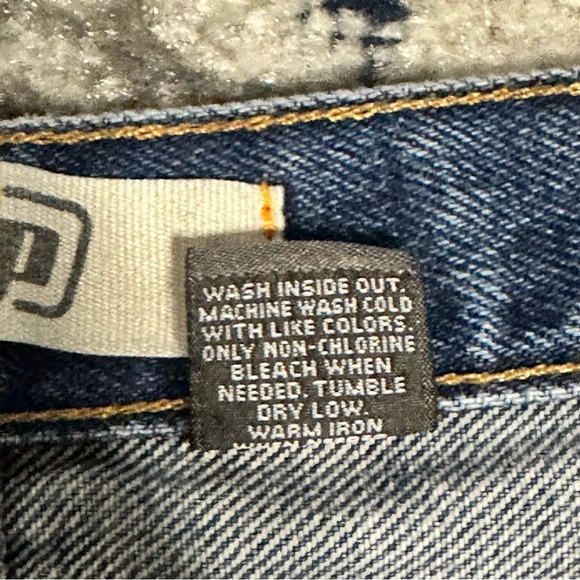 WASH INSIDE OUT.
MACHINE WASH COLD
WITH LIKE COLORS.
ONLY NON-CHLORINE
BLEACH WHEN
NEEDED. TUMBLE
DRY LOW.
WARM IRON